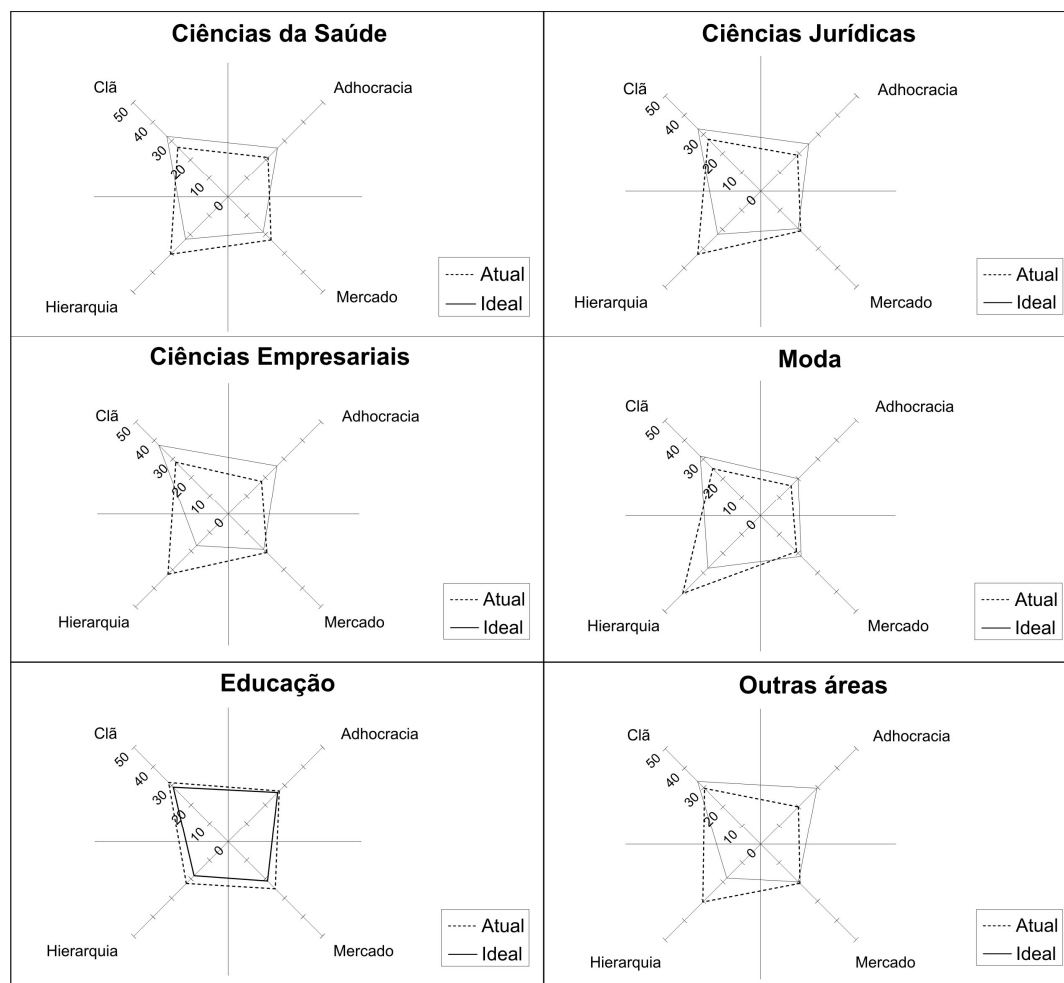 Ciências da Saúde
Clã
Adhocracia
50
40
30
20
10
0
Hierarquia
Mercado
Atual
Ideal
Ciências Jurídicas
Clã
Adhocracia
50
40
30
20
10
0
Hierarquia
Mercado
Atual
Ideal
Ciências Empresariais
Clã
Adhocracia
50
40
30
20
10
0
Hierarquia
Mercado
Atual
Ideal
Moda
Clã
Adhocracia
50
40
30
20
10
0
Hierarquia
Mercado
Atual
Ideal
Educação
Clã
Adhocracia
50
40
30
20
10
0
Hierarquia
Mercado
Atual
Ideal
Outras áreas
Clã
Adhocracia
50
40
30
20
10
0
Hierarquia
Mercado
Atual
Ideal